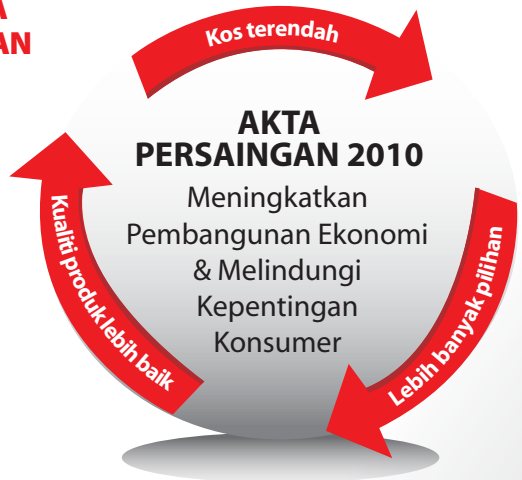 Kos terendah
AKTA
PERSAINGAN 2010
Meningkatkan
Pembangunan Ekonomi
& Melindungi
Kepentingan
Konsumer
Lebih banyak pilihan
Kualiti produk lebih baik